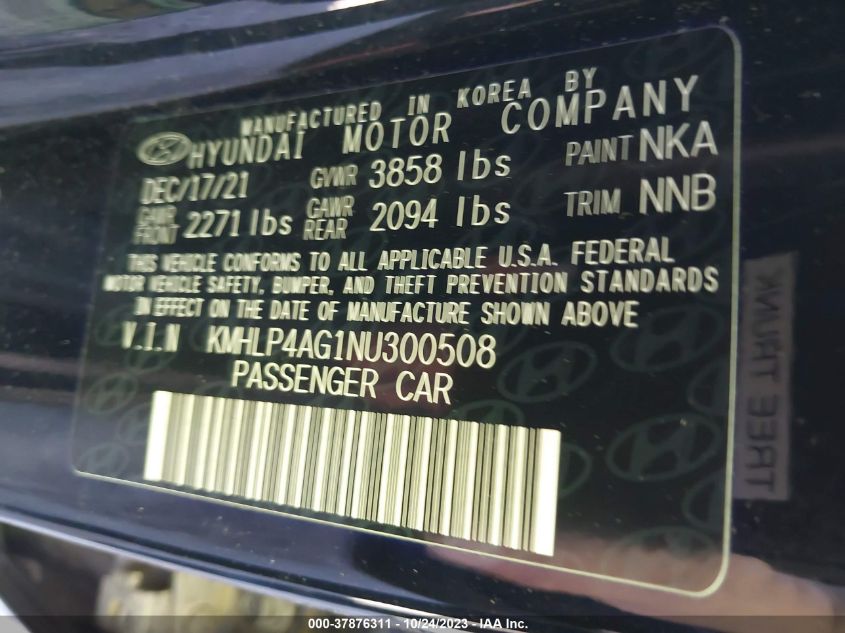 MANUFACTURED IN KOREA BY
HYUNDAI MOTOR COMPANY
DEC/17/21 GVWR 3858 lbs PAINT NKA
GAWR FRONT 2271 lbs GAWR REAR 2094 lbs TRIM NNB
THIS VEHICLE CONFORMS TO ALL APPLICABLE U.S.A. FEDERAL
MOTOR VEHICLE SAFETY, BUMPER, AND THEFT PREVENTION STANDARDS
IN EFFECT ON THE DATE OF MANUFACTURE SHOWN ABOVE
V.I.N KMHLP4AG1NU300508
PASSENGER CAR
TREE TRUNK
000-37876311 - 10/24/2023 - IAA Inc.